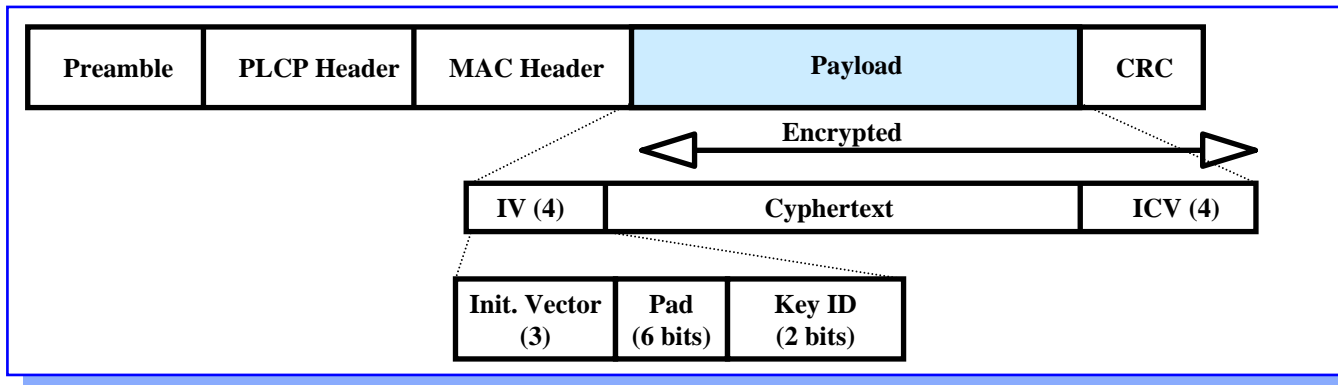 Preamble PLCP Header MAC Header Payload CRC
Encrypted
IV (4) Cyphertext ICV (4)
Init. Vector Pad Key ID
(3) (6 bits) (2 bits)